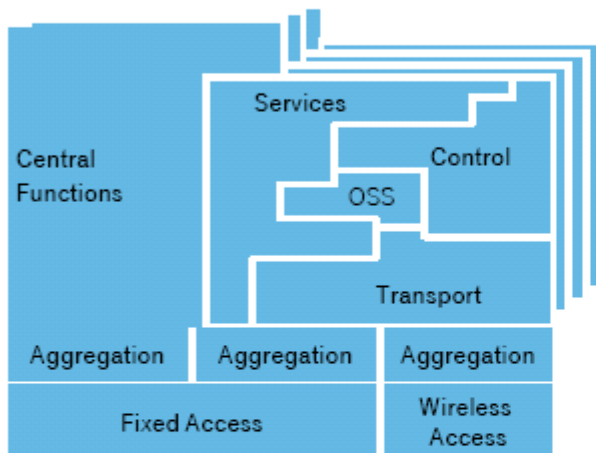 Services
Central
Functions
Control
OSS
Transport
Aggregation
Aggregation
Aggregation
Fixed Access
Wireless
Access